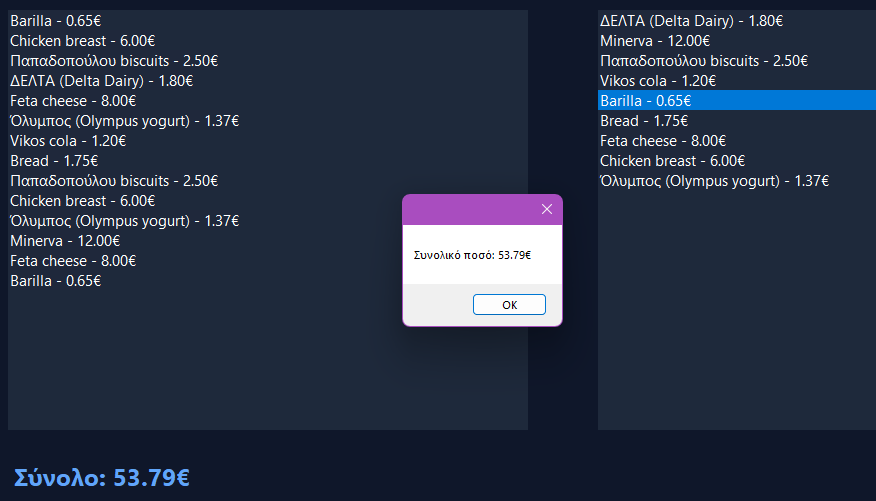 Barilla - 0.65€
Chicken breast - 6.00€
Παπαδοπούλου biscuits - 2.50€
ΔΕΛΤΑ (Delta Dairy) - 1.80€
Feta cheese - 8.00€
Όλυμπος (Olympus yogurt) - 1.37€
Vikos cola - 1.20€
Bread - 1.75€
Παπαδοπούλου biscuits - 2.50€
Chicken breast - 6.00€
Όλυμπος (Olympus yogurt) - 1.37€
Minerva - 12.00€
Feta cheese - 8.00€
Barilla - 0.65€
Συνολικό ποσό: 53.79€
OK
ΔΕΛΤΑ (Delta Dairy) - 1.80€
Minerva - 12.00€
Παπαδοπούλου biscuits - 2.50€
Vikos cola - 1.20€
Barilla - 0.65€
Bread - 1.75€
Feta cheese - 8.00€
Chicken breast - 6.00€
Όλυμπος (Olympus yogurt) - 1.37€
Σύνολο: 53.79€